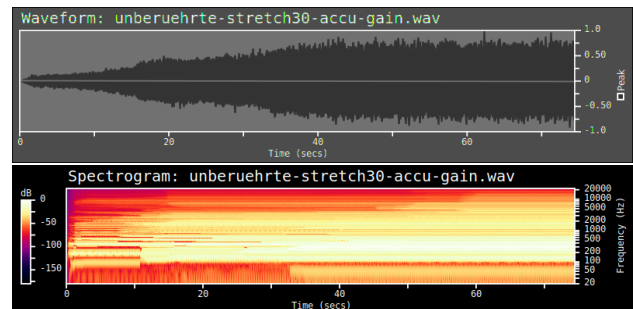 Waveform: unberuehrte-stretch30-accu-gain.wav
1.0
0.50
0
-0.50
-1.0
Peak
20 40 60
Time (secs)
Spectrogram: unberuehrte-stretch30-accu-gain.wav
dB
0
-50
-100
-150
20000
10000
5000
2000
1000
500
200
100
50
20
Frequency (Hz)
0 20 40 60
Time (secs)